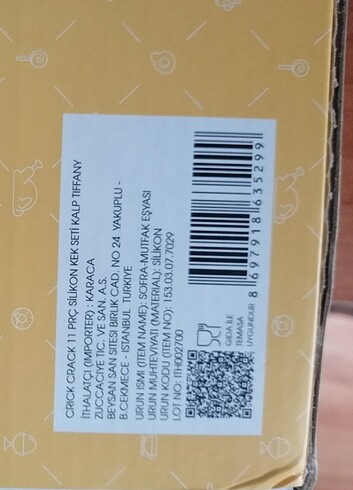 CRICK CRACK 11 PRÇ SİLİKON KEK SETİ KALP TIFFANY
İTHALATÇI (IMPORTER) : KARACA
ZÜCCACİYE TİC. VE SAN. A.S.
BEYSAN SAN SİTESİ BİRLİK CAD. NO 24 YAKUPLU -
B.CEKMECE - ISTANBUL TÜRKİYE
ÜRÜN ISMI (ITEM NAME): SOFRA-MUTFAK EŞYASI
ÜRÜN MUHTEVİYATI (MATERIAL): SİLİKON
ÜRÜN KODU (ITEM NO): 153.03.07.7029
LOT NO: ITH002700
GIDA İLE
TEMASA
UYGUNDUR
8 697918 635299